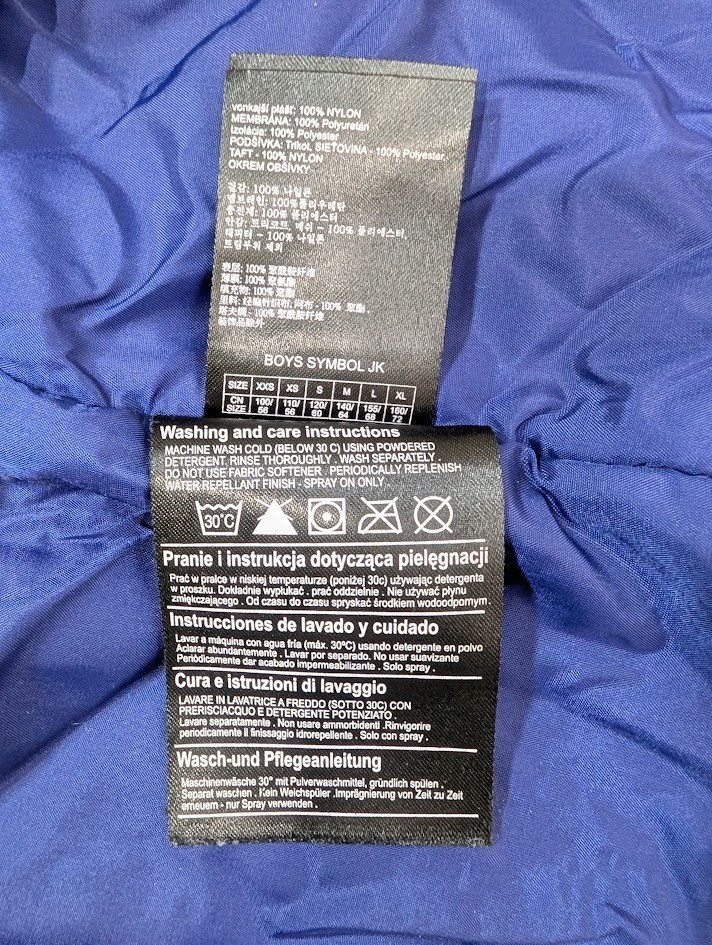 vonkajší plášť: 100% NYLON
MEMBRÁNA: 100% Polyuretán
Izolácia: 100% Polyester
PODŠÍVKA: Trikot, SIEŤOVINA - 100% Polyester.
TAFT - 100% NYLON
OKREM OBŠÍVKY
겉감: 100% 나일론
멤브레인: 100%폴리우레탄
충진재: 100% 폴리에스터
안감: 트리코트, 메쉬 - 100% 폴리에스터.
태피터 - 100% 나일론
트림부위 제외
表层: 100% 聚酰胺纤维
薄膜: 100% 聚氨酯
填充物: 100% 聚酯
里料: 经编针织布, 网布 - 100% 聚酯.
塔夫绸 - 100% 聚酰胺纤维
装饰品除外
BOYS SYMBOL JK
SIZE XXS XS S M L XL
CN SIZE 100/56 110/56 120/60 140/64 155/68 160/72
Washing and care instructions
MACHINE WASH COLD (BELOW 30 C) USING POWDERED
DETERGENT. RINSE THOROUGHLY . WASH SEPARATELY .
DO NOT USE FABRIC SOFTENER . PERIODICALLY REPLENISH
WATER REPELLANT FINISH - SPRAY ON ONLY .
30°C
Pranie i instrukcja dotycząca pielęgnacji
Prać w pralce w niskiej temperaturze (poniżej 30c) używając detergenta
w proszku. Dokładnie wypłukać . prać oddzielnie . Nie używać płynu
zmiękczającego . Od czasu do czasu spryskać środkiem wodoodpornym .
Instrucciones de lavado y cuidado
Lavar a máquina con agua fría (máx. 30ºC) usando detergente en polvo
Aclarar abundantemente . Lavar por separado. No usar suavizante
Periódicamente dar acabado impermeabilizante . Solo spray .
Cura e istruzioni di lavaggio
LAVARE IN LAVATRICE A FREDDO (SOTTO 30C) CON
PRERISCIACQUO E DETERGENTE POTENZIATO .
Lavare separatamente . Non usare ammorbidenti .Rinvigorire
periodicamente il finissaggio idrorepellente . Solo con spray .
Wasch-und Pflegeanleitung
Maschinenwäsche 30° mit Pulverwaschmittel, gründlich spülen .
Separat waschen . Kein Weichspüler .Imprägnierung von Zeit zu Zeit
erneuern - nur Spray verwenden .